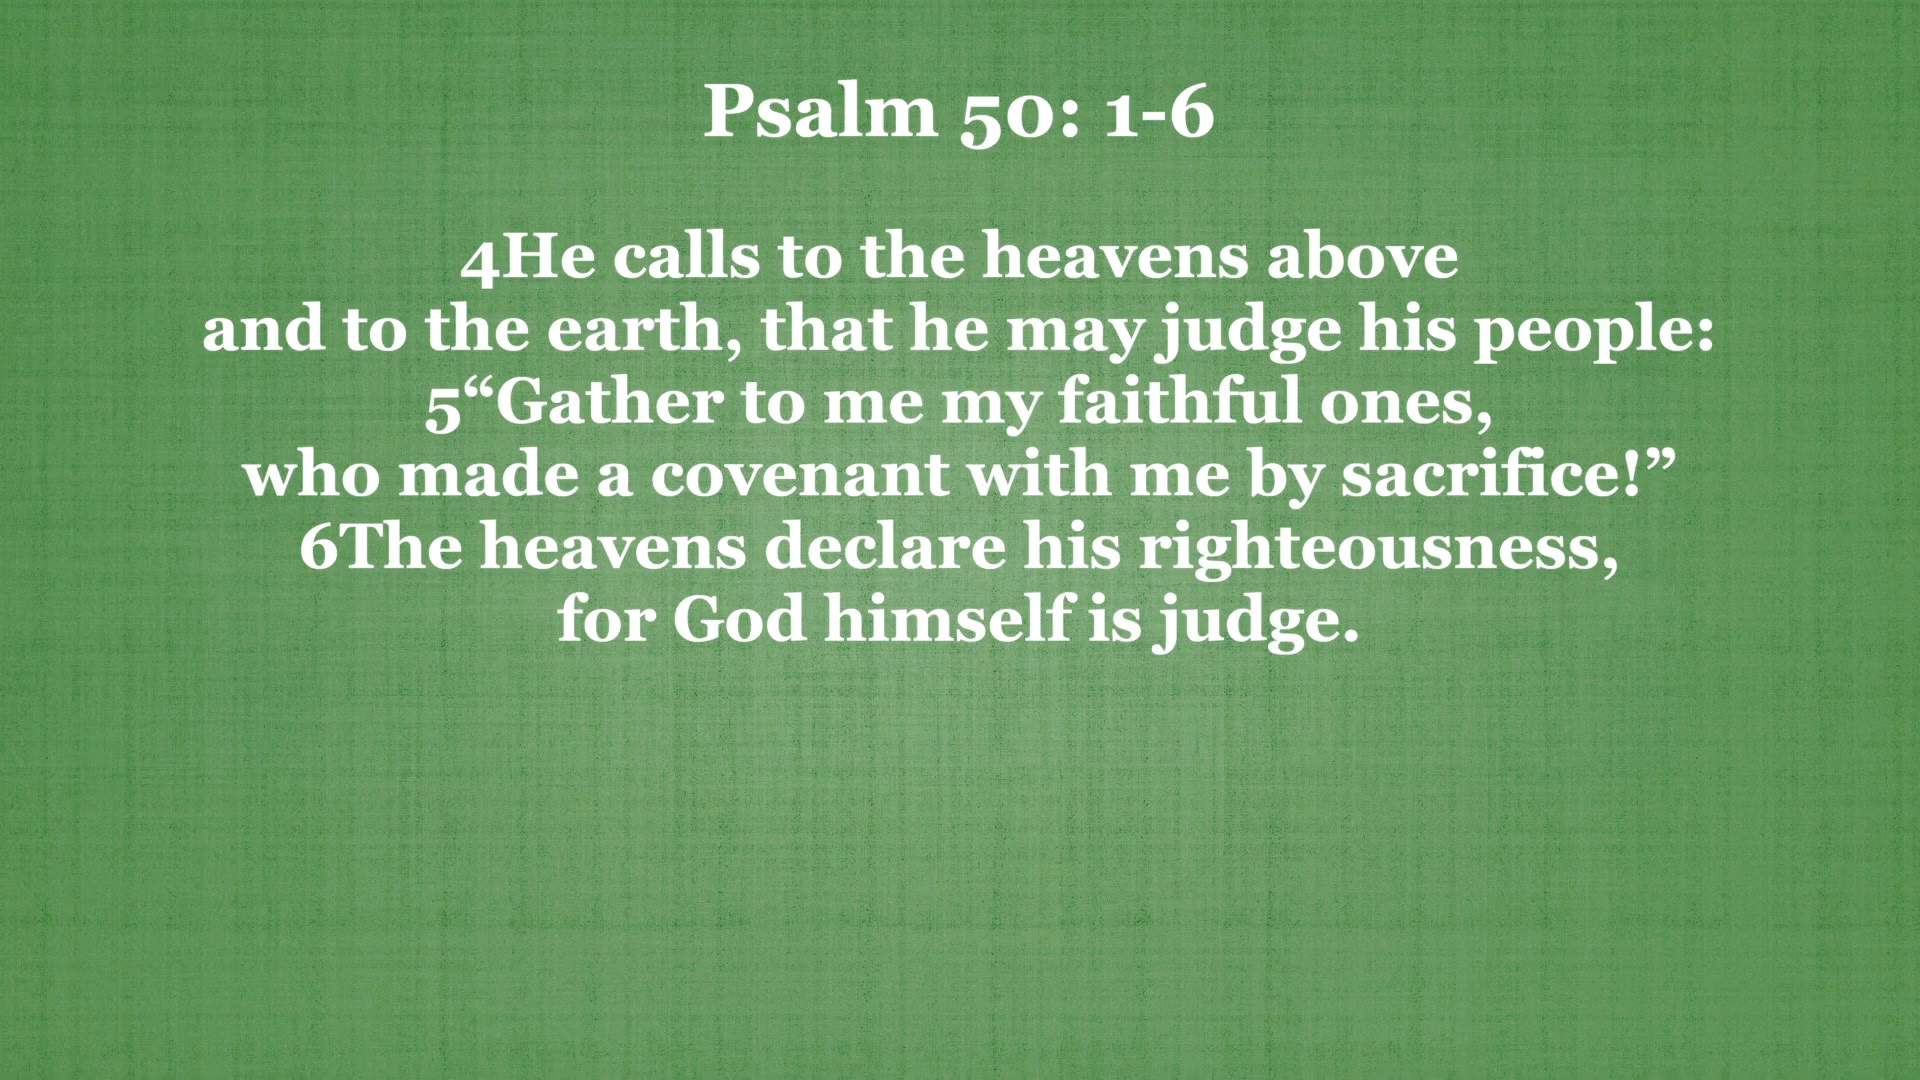 Psalm 50: 1-6
4He calls to the heavens above
and to the earth, that he may judge his people:
5“Gather to me my faithful ones,
who made a covenant with me by sacrifice!”
6The heavens declare his righteousness,
for God himself is judge.